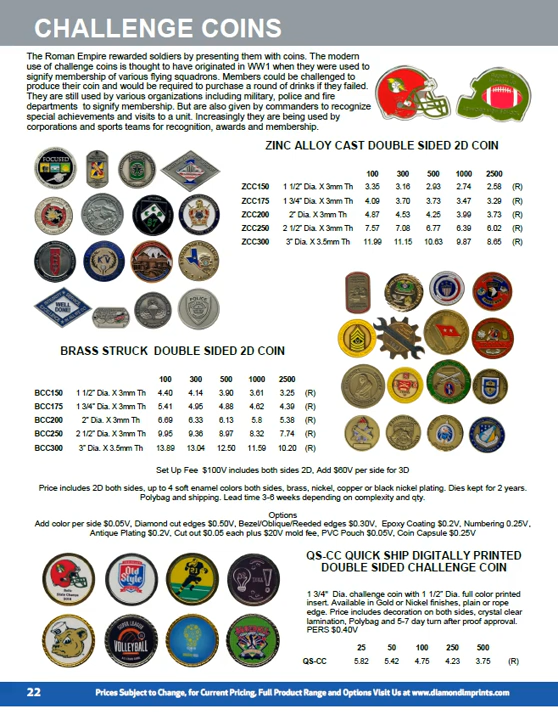 CHALLENGE COINS
The Roman Empire rewarded soldiers by presenting them with coins. The modern
use of challenge coins is thought to have originated in WW1 when they were used to
signify membership of various flying squadrons. Members could be challenged to
produce their coin and would be required to purchase a round of drinks if they failed.
They are still used by various organizations including military, police and fire
departments to signify membership. But are also given by commanders to recognize
special achievements and visits to a unit. Increasingly they are being used by
corporations and sports teams for recognition, awards and membership.
ZINC ALLOY CAST DOUBLE SIDED 2D COIN
100 300 500 1000 2500
ZCC150 1 1/2" Dia. X 3mm Th 3.35 3.16 2.93 2.74 2.58 (R)
ZCC175 1 3/4" Dia. X 3mm Th 4.09 3.70 3.73 3.47 3.29 (R)
ZCC200 2" Dia. X 3mm Th 4.87 4.53 4.25 3.99 3.73 (R)
ZCC250 2 1/2" Dia. X 3mm Th 7.57 7.08 6.77 6.39 6.02 (R)
ZCC300 3" Dia. X 3.5mm Th 11.99 11.15 10.63 9.87 8.65 (R)
FOCUSED
WELL
DONE!
POLICE
BRASS STRUCK DOUBLE SIDED 2D COIN
100 300 500 1000 2500
BCC150 1 1/2" Dia. X 3mm Th 4.40 4.14 3.90 3.61 3.25 (R)
BCC175 1 3/4" Dia. X 3mm Th 5.41 4.95 4.88 4.62 4.39 (R)
BCC200 2" Dia. X 3mm Th 6.69 6.33 6.13 5.8 5.38 (R)
BCC250 2 1/2" Dia. X 3mm Th 9.95 9.36 8.97 8.32 7.74 (R)
BCC300 3" Dia. X 3.5mm Th 13.89 13.04 12.50 11.59 10.20 (R)
Set Up Fee $100V includes both sides 2D, Add $60V per side for 3D
Price includes 2D both sides, up to 4 soft enamel colors both sides, brass, nickel, copper or black nickel plating. Dies kept for 2 years.
Polybag and shipping. Lead time 3-6 weeks depending on complexity and qty.
Options
Add color per side $0.05V, Diamond cut edges $0.50V, Bezel/Oblique/Reeded edges $0.30V, Epoxy Coating $0.2V, Numbering 0.25V,
Antique Plating $0.2V, Cut out $0.05 each plus $20V mold fee, PVC Pouch $0.05V, Coin Capsule $0.25V
Old
Style
VOLLEYBALL
QS-CC QUICK SHIP DIGITALLY PRINTED
DOUBLE SIDED CHALLENGE COIN
1 3/4" Dia. challenge coin with 1 1/2" Dia. full color printed
insert. Available in Gold or Nickel finishes, plain or rope
edge. Price includes decoration on both sides, crystal clear
lamination, Polybag and 5-7 day turn after proof approval.
PERS $0.40V
25 50 100 250 500
QS-CC 5.82 5.42 4.75 4.23 3.75 (R)
22 Prices Subject to Change, for Current Pricing, Full Product Range and Options Visit Us at www.diamondimprints.com